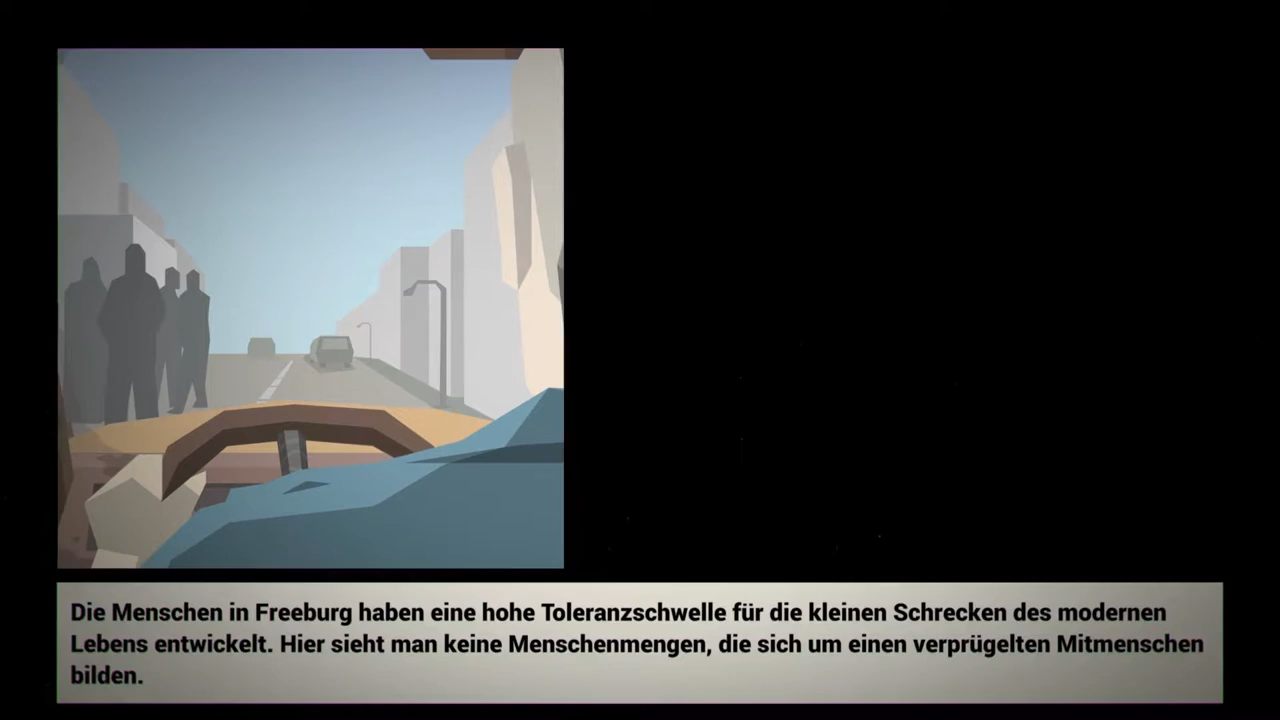 Die Menschen in Freeburg haben eine hohe Toleranzschwelle für die kleinen Schrecken des modernen
Lebens entwickelt. Hier sieht man keine Menschenmengen, die sich um einen verprügelten Mitmenschen
bilden.